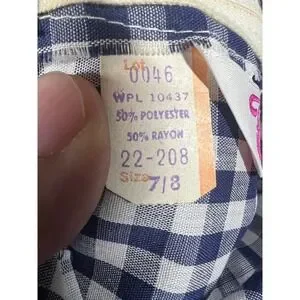 Lot
0046
WPL 10437
50% POLYESTER
50% RAYON
22-208
Size 7/8